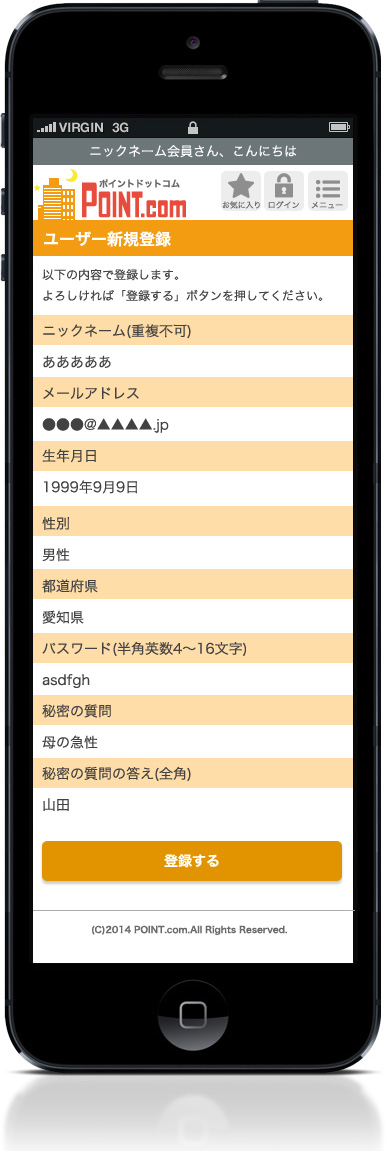 VIRGIN 3G
ニックネーム会員さん、こんにちは
ポイントドットコム
POINT.com
お気に入り ログイン メニュー
ユーザー新規登録
以下の内容で登録します。
よろしければ「登録する」ボタンを押してください。
ニックネーム(重複不可)
あああああ
メールアドレス
●●●@▲▲▲▲.jp
生年月日
1999年9月9日
性別
男性
都道府県
愛知県
パスワード(半角英数4〜16文字)
asdfgh
秘密の質問
母の急性
秘密の質問の答え(全角)
山田
登録する
(C)2014 POINT.com.All Rights Reserved.